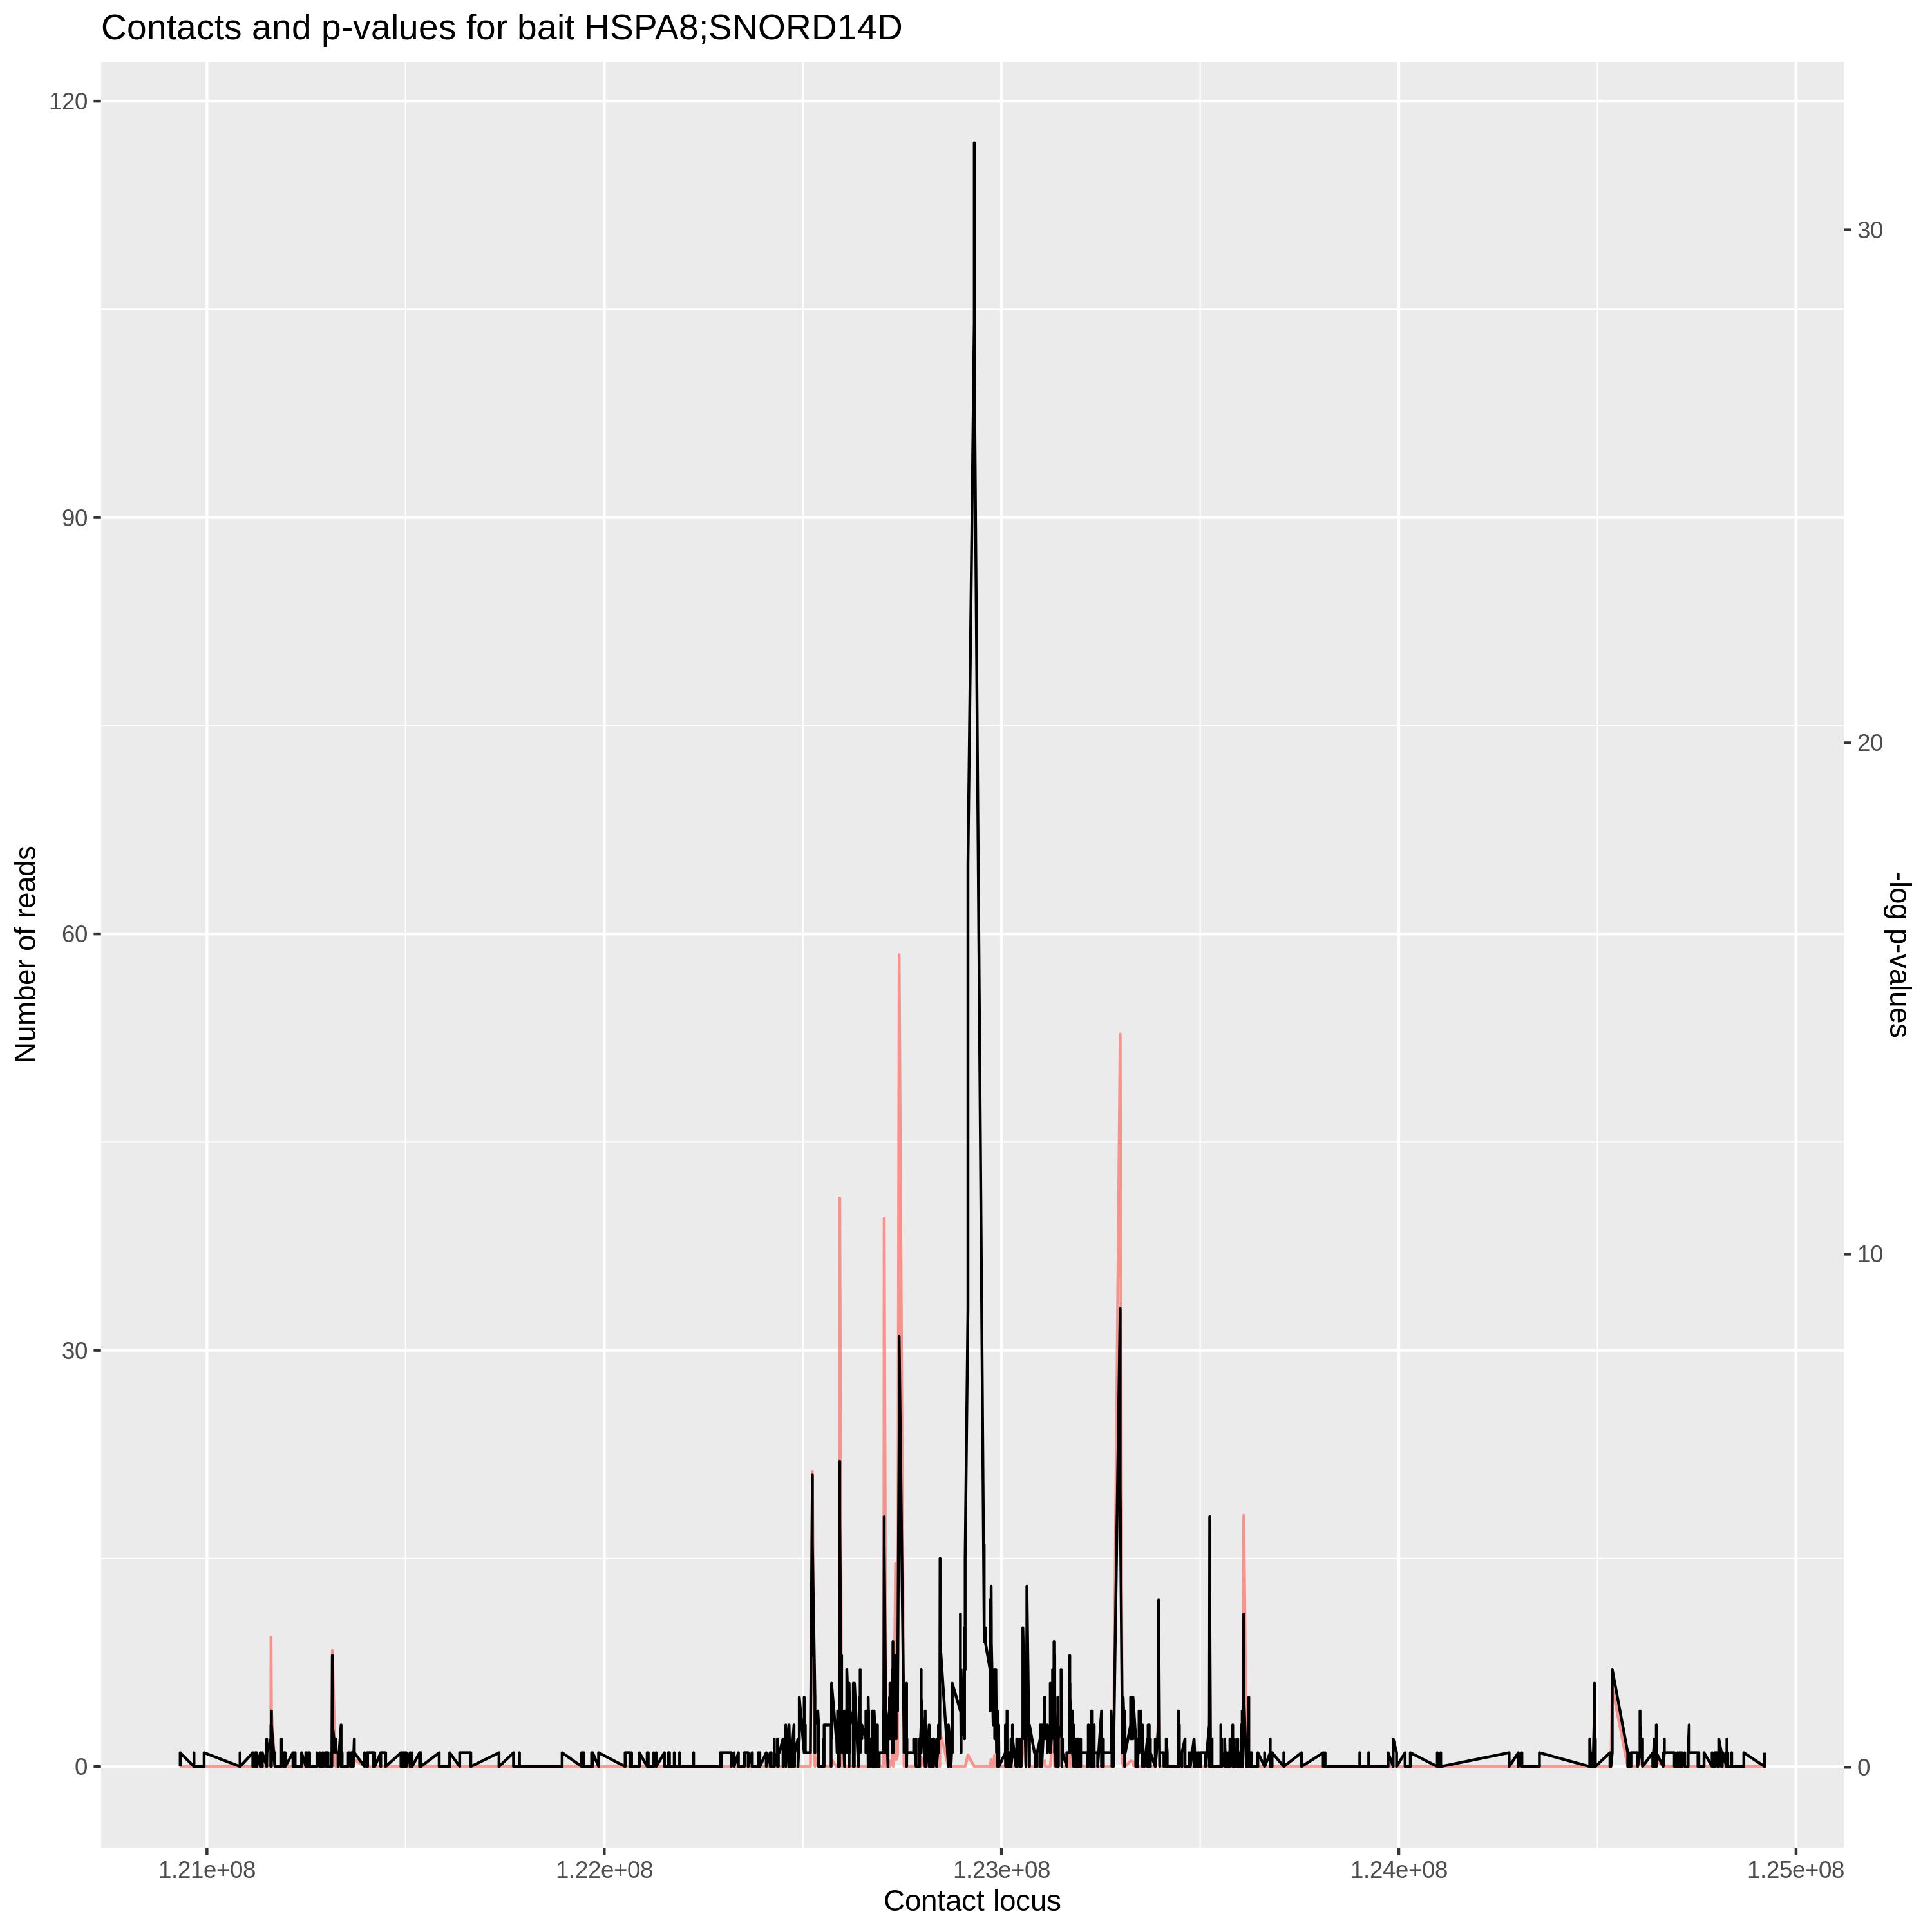 Contacts and p-values for bait HSPA8;SNORD14D
120
90
60
30
0
Number of reads
30
20
10
0
-log p-values
1.21e+08
1.22e+08
1.23e+08
1.24e+08
1.25e+08
Contact locus